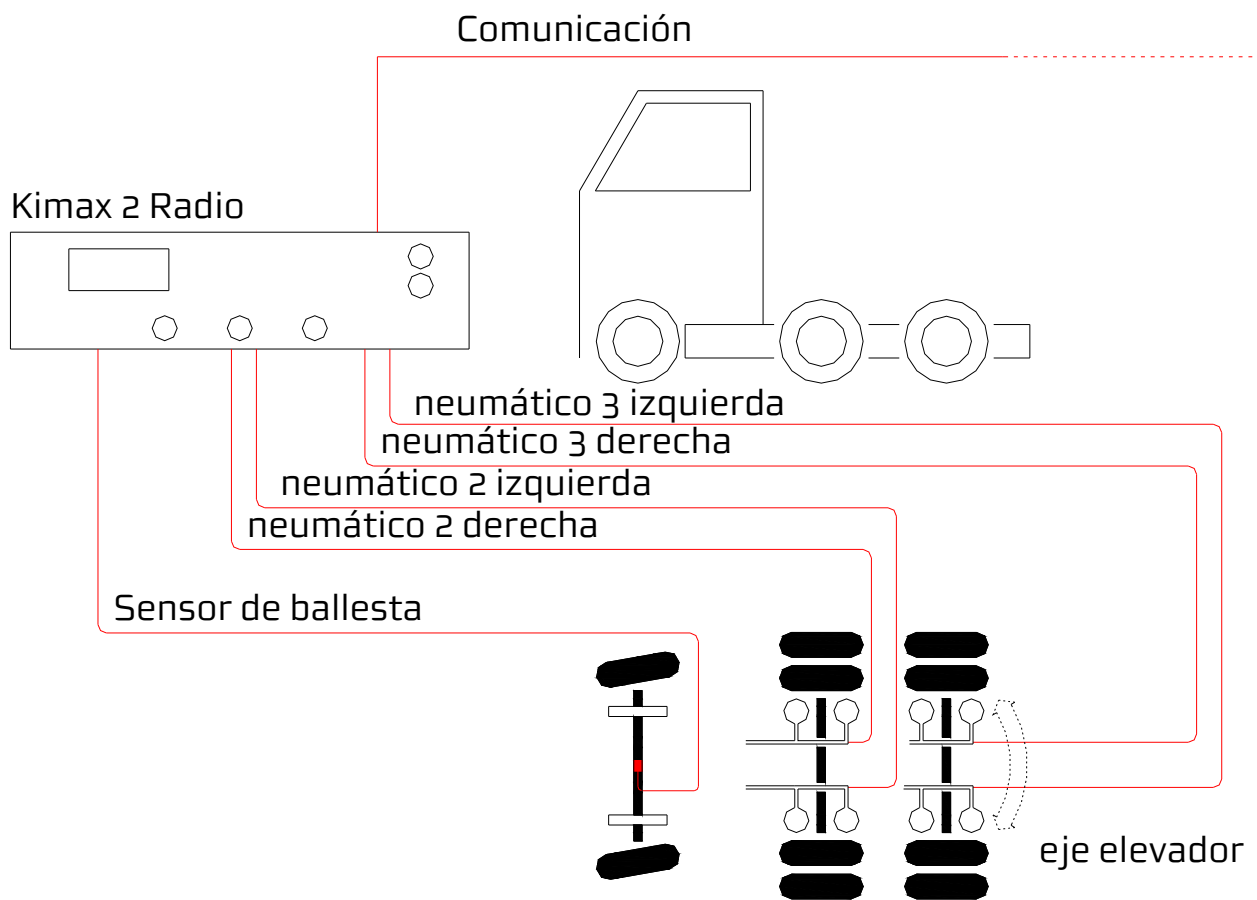 Comunicación
Kimax 2 Radio
neumático 3 izquierda
neumático 3 derecha
neumático 2 izquierda
neumático 2 derecha
Sensor de ballesta
eje elevador